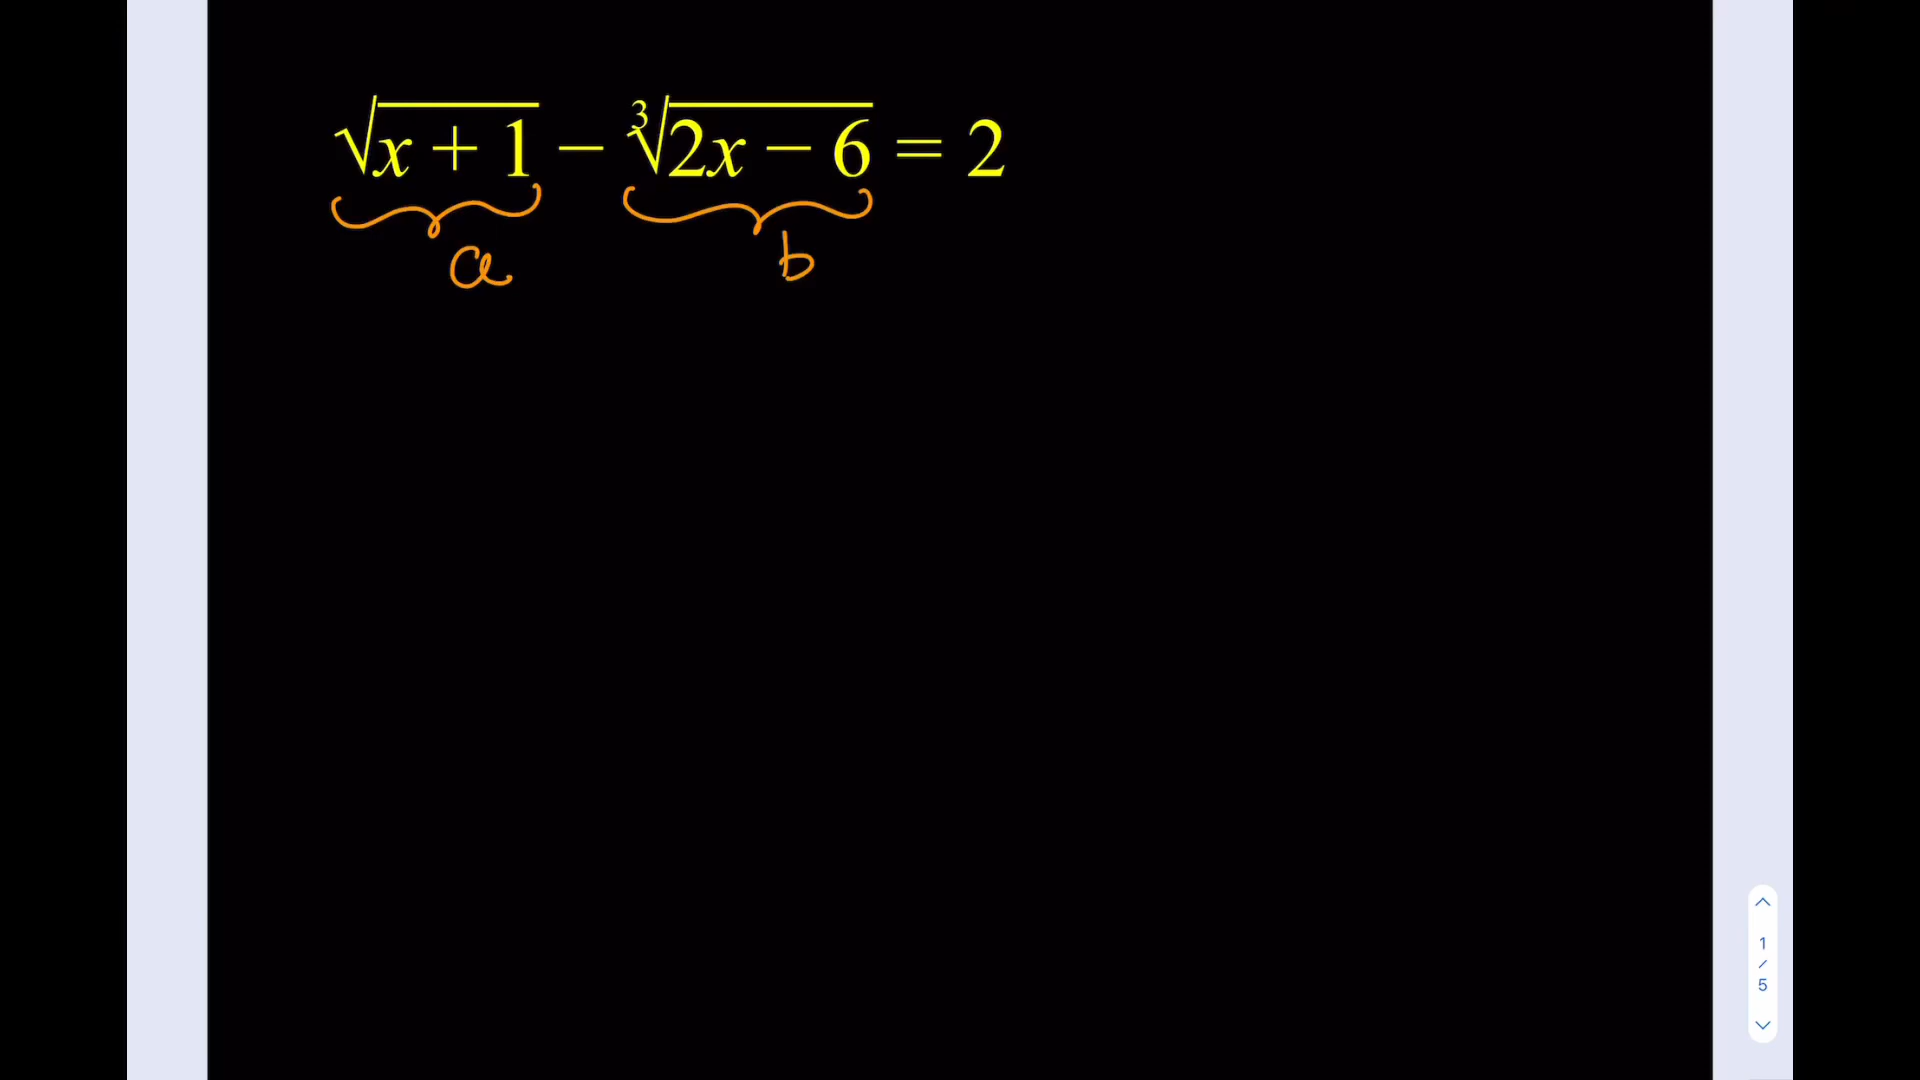 √(x + 1) − ∛(2x − 6) = 2
a b
1
/
5